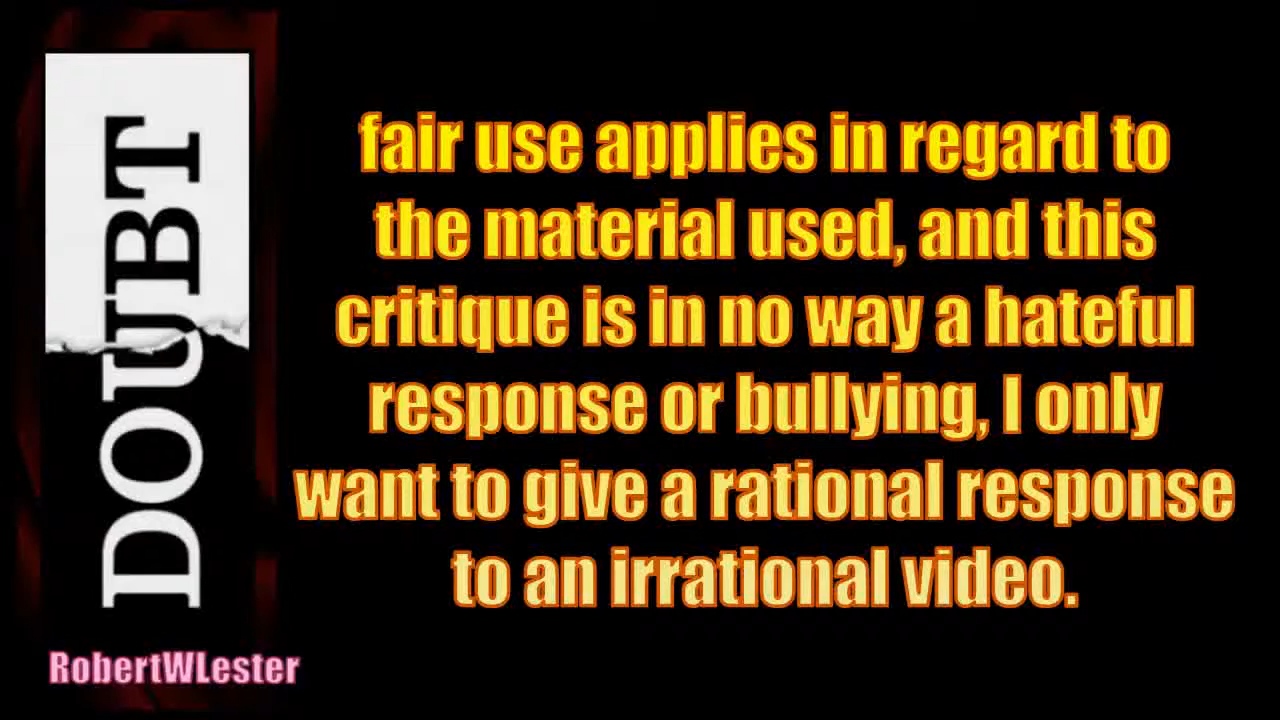 DOUBT
fair use applies in regard to
the material used, and this
critique is in no way a hateful
response or bullying, I only
want to give a rational response
to an irrational video.
RobertWLester